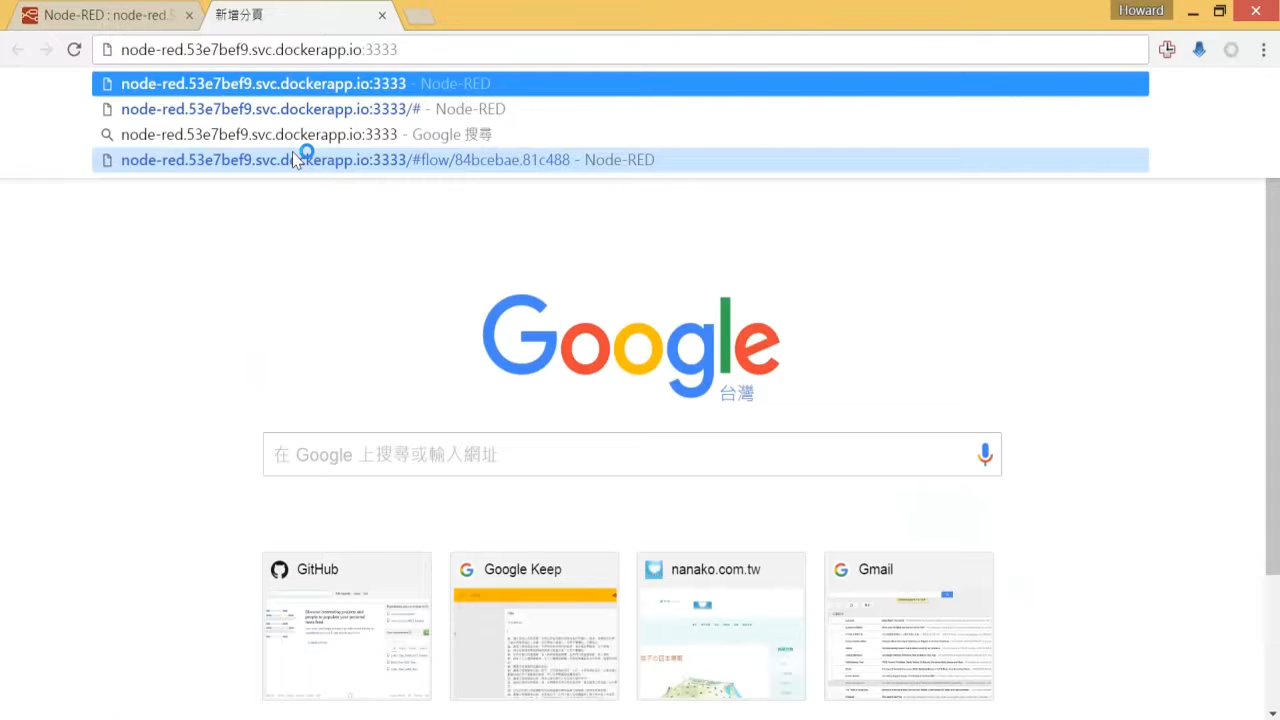 Node-RED : node-red.5
新增分頁
Howard
node-red.53e7bef9.svc.dockerapp.io:3333
node-red.53e7bef9.svc.dockerapp.io:3333 - Node-RED
node-red.53e7bef9.svc.dockerapp.io:3333/# - Node-RED
node-red.53e7bef9.svc.dockerapp.io:3333 - Google 搜尋
node-red.53e7bef9.svc.dockerapp.io:3333/#flow/84bcebae.81c488 - Node-RED
Google
台灣
在 Google 上搜尋或輸入網址
GitHub
Google Keep
nanako.com.tw
Gmail